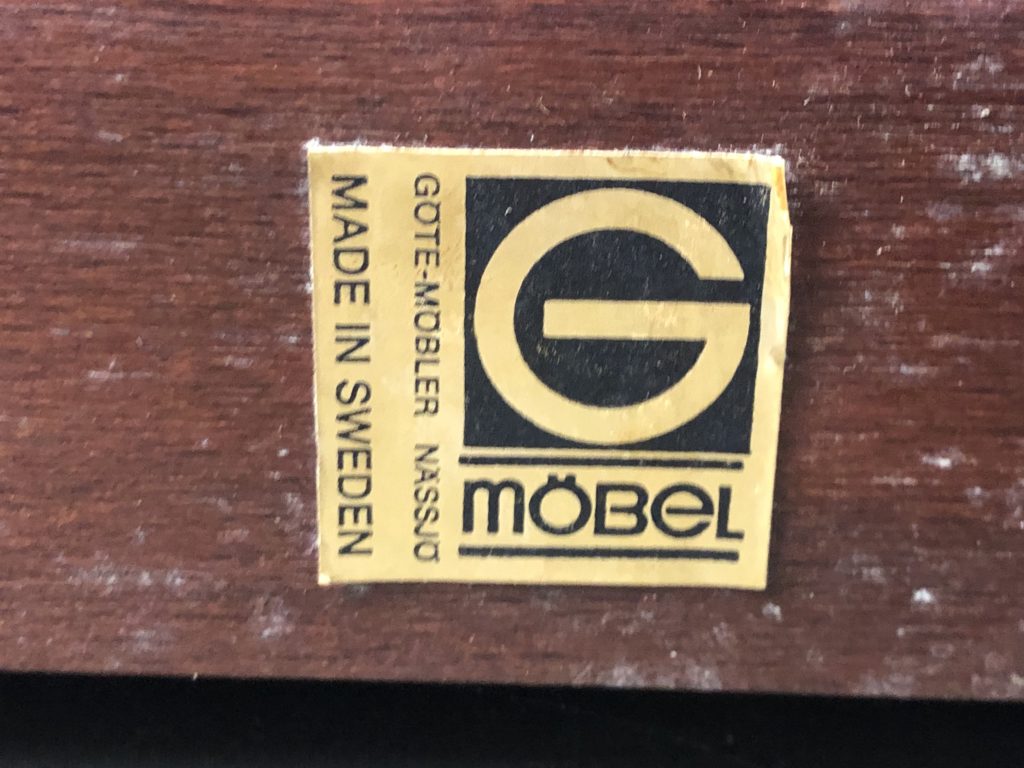 G
MÖBEL
GÖTE-MÖBLER NÄSSJÖ
MADE IN SWEDEN